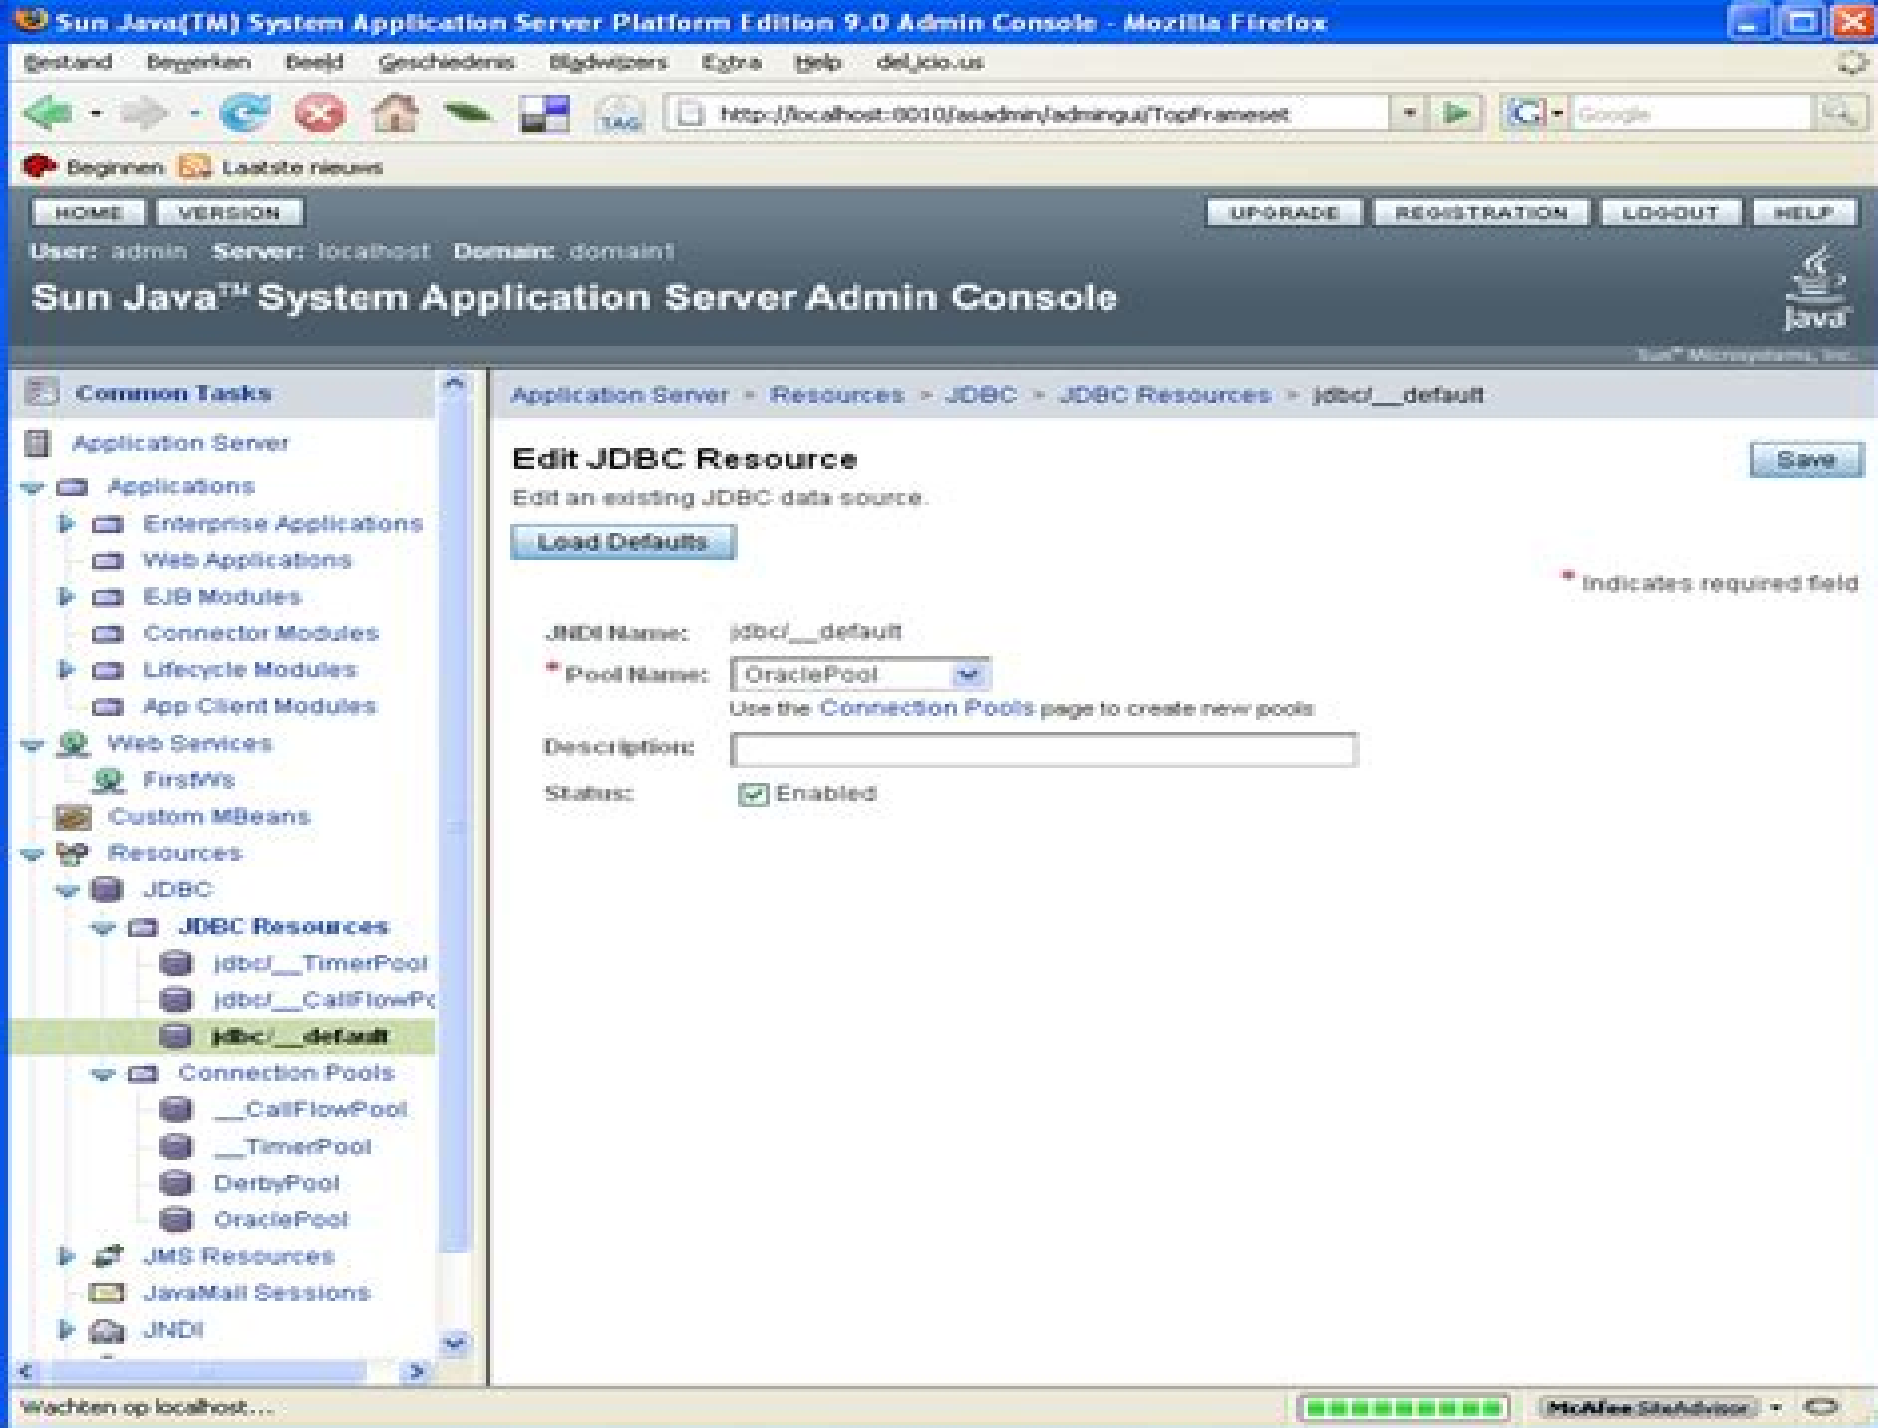 Sun Java(TM) System Application Server Platform Edition 9.0 Admin Console - Mozilla Firefox
Bestand Bewerken Beeld Geschiedenis Bladwijzers Extra Help del.icio.us
TAG http://localhost:8010/asadmin/admingui/TopFrameset G Google
Beginnen Laatste nieuws
HOME VERSION UPGRADE REGISTRATION LOGOUT HELP
User: admin Server: localhost Domain: domain1
Sun Java™ System Application Server Admin Console
Java
Sun™ Microsystems, Inc.
Common Tasks
Application Server
Applications
Enterprise Applications
Web Applications
EJB Modules
Connector Modules
Lifecycle Modules
App Client Modules
Web Services
FirstWs
Custom MBeans
Resources
JDBC
JDBC Resources
jdbc/__TimerPool
jdbc/__CallFlowPo
jdbc/__default
Connection Pools
__CallFlowPool
__TimerPool
DerbyPool
OraclePool
JMS Resources
JavaMail Sessions
JNDI
Application Server > Resources > JDBC > JDBC Resources > jdbc/__default
Edit JDBC Resource
Save
Edit an existing JDBC data source.
Load Defaults
* Indicates required field
JNDI Name: jdbc/__default
* Pool Name: OraclePool
Use the Connection Pools page to create new pools
Description:
Status: Enabled
Wachten op localhost...
McAfee SiteAdvisor